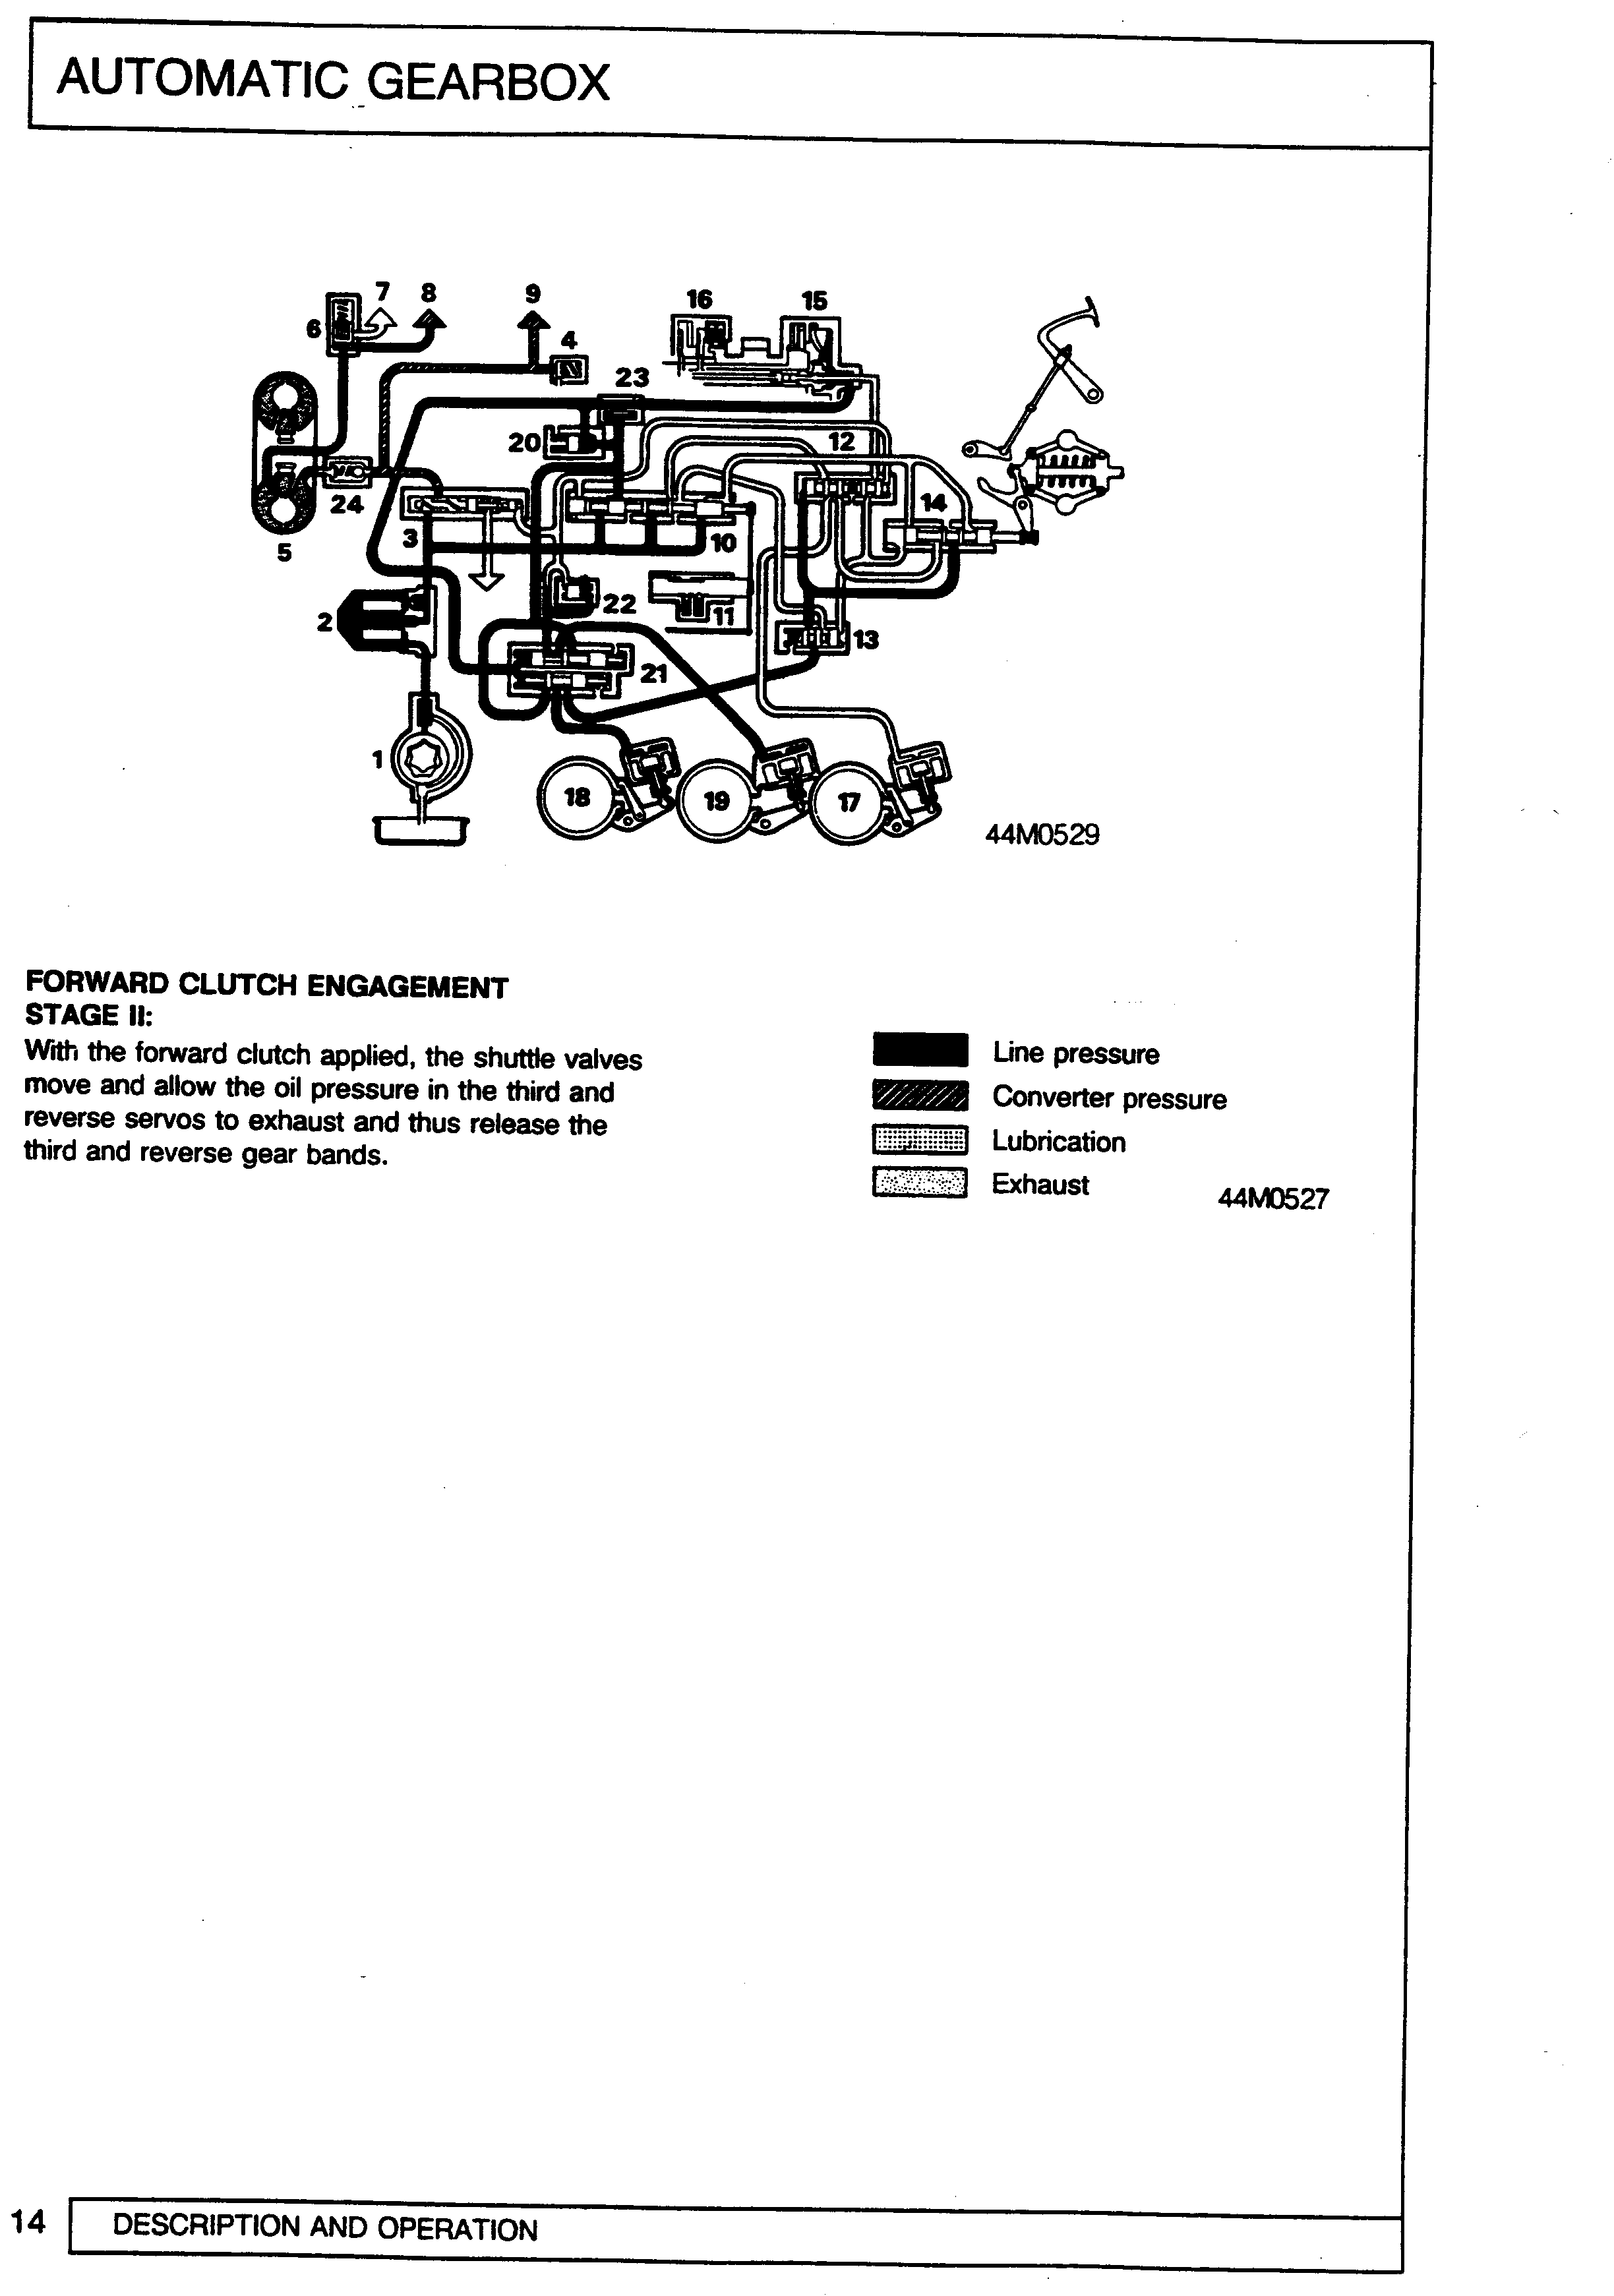 AUTOMATIC GEARBOX
7 8 9 16 15
6 4
23
20 12
24 14
3 10
5
2 22 11
13
21
1
18 19 17
44M0529
FORWARD CLUTCH ENGAGEMENT
STAGE II:
With the forward clutch applied, the shuttle valves
move and allow the oil pressure in the third and
reverse servos to exhaust and thus release the
third and reverse gear bands.
Line pressure
Converter pressure
Lubrication
Exhaust
44M0527
14 DESCRIPTION AND OPERATION